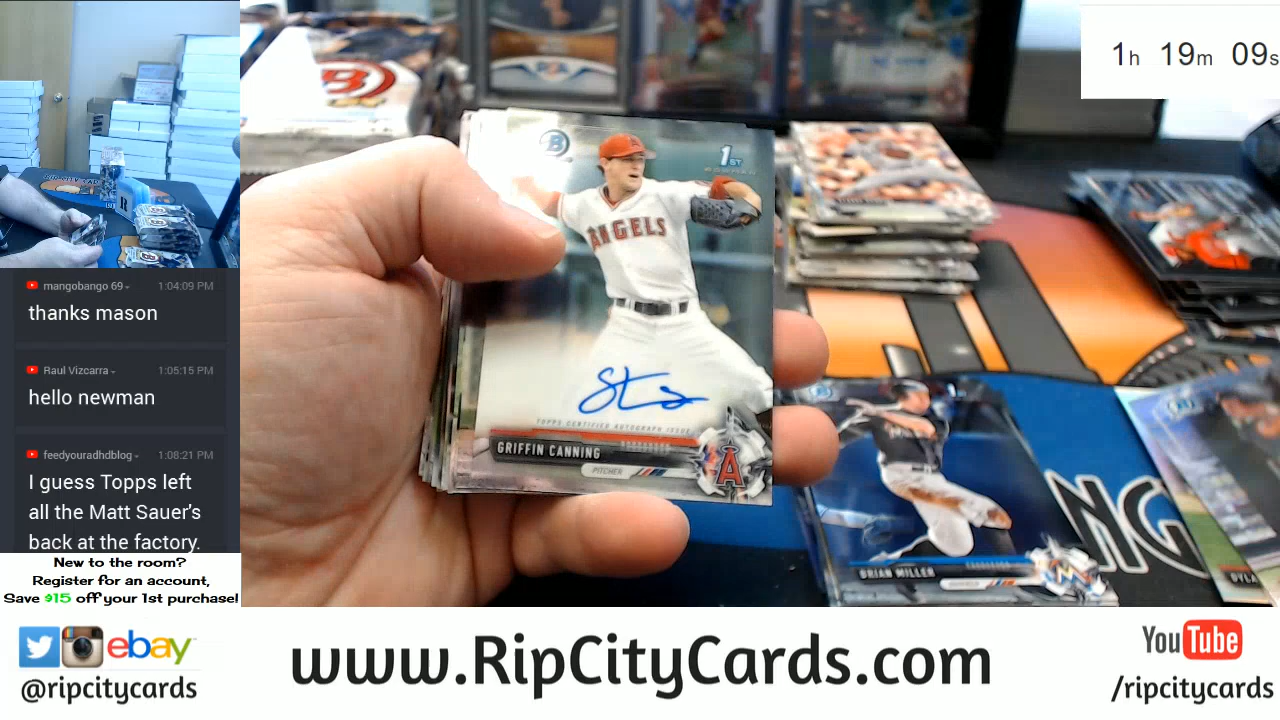 1h 19m 09s
mangobango 69
1:04:09 PM
thanks mason
Raul Vizcarra
1:05:15 PM
hello newman
feedyouradhdblog
1:08:21 PM
I guess Topps left
all the Matt Sauer's
back at the factory.
New to the room?
Register for an account,
Save $15 off your 1st purchase!
B
1ST
ANGELS
TOPPS CERTIFIED AUTOGRAPH ISSUE
GRIFFIN CANNING
PITCHER
A
BRIAN MILLER
NG
DYLA
ebay
@ripcitycards
www.RipCityCards.com
YouTube
/ripcitycards